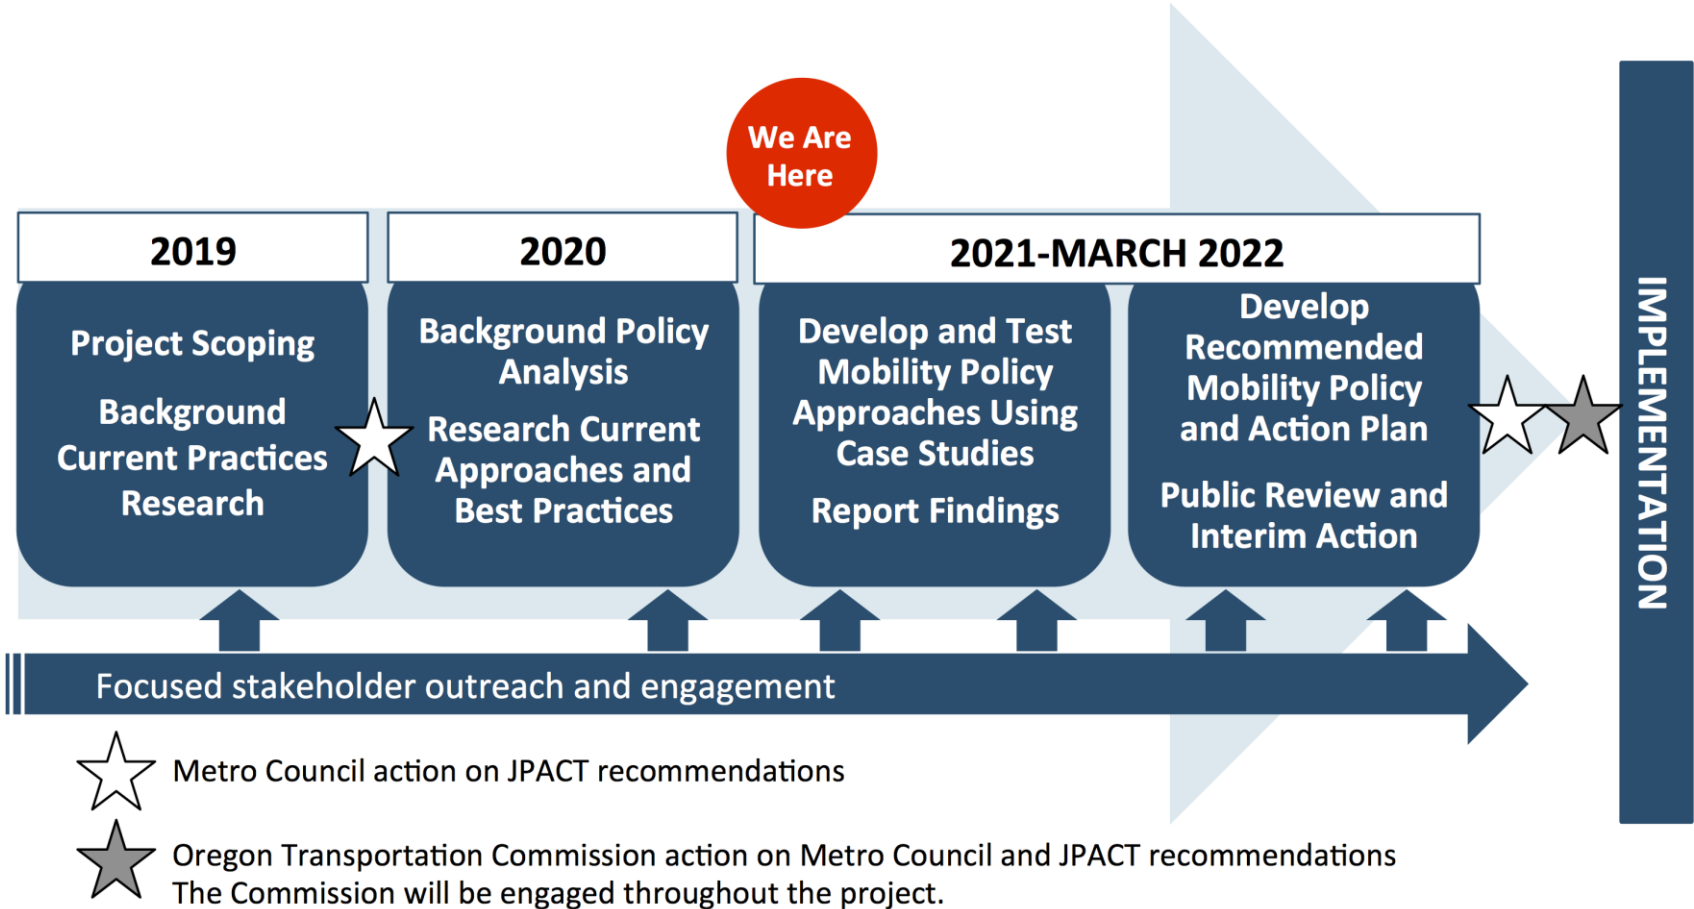 We Are
Here
2019
2020
2021-MARCH 2022
Project Scoping
Background
Current Practices
Research
Background Policy
Analysis
Research Current
Approaches and
Best Practices
Develop and Test
Mobility Policy
Approaches Using
Case Studies
Report Findings
Develop
Recommended
Mobility Policy
and Action Plan
Public Review and
Interim Action
IMPLEMENTATION
Focused stakeholder outreach and engagement
Metro Council action on JPACT recommendations
Oregon Transportation Commission action on Metro Council and JPACT recommendations
The Commission will be engaged throughout the project.